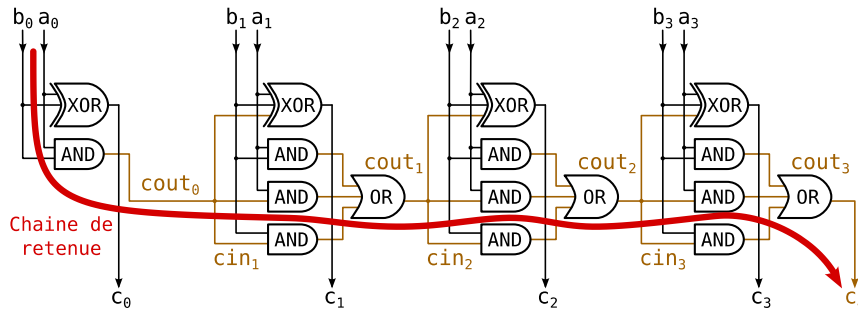 b₀ a₀ b₁ a₁ b₂ a₂ b₃ a₃
XOR XOR XOR XOR
AND AND AND AND
cout₀ cout₁ cout₂ cout₃
AND AND AND
OR OR OR
Chaine de
retenue
AND AND AND
cin₁ cin₂ cin₃
c₀ c₁ c₂ c₃ c